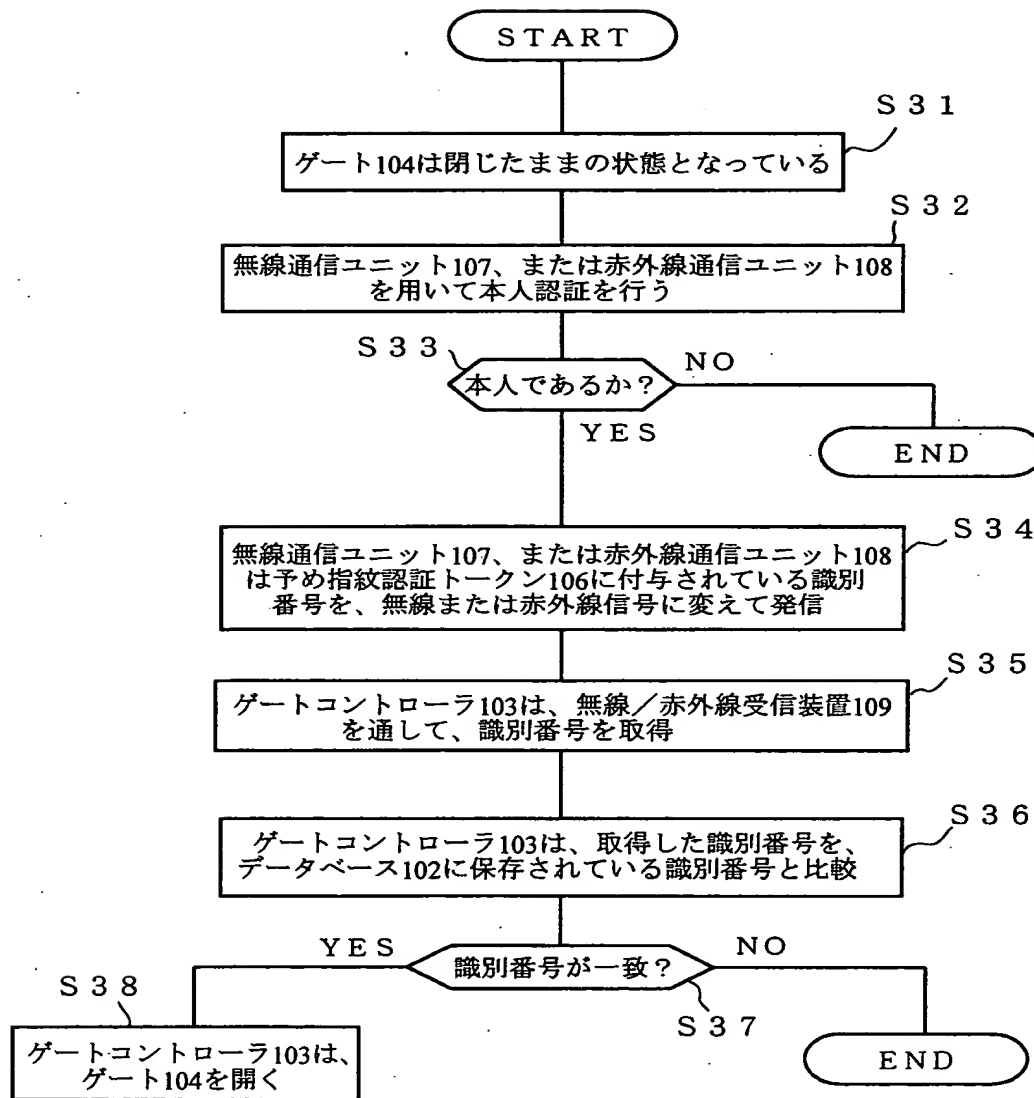 START
S31
ゲート104は閉じたままの状態となっている
S32
無線通信ユニット107、または赤外線通信ユニット108
を用いて本人認証を行う
S33
本人であるか?
NO
YES
END
S34
無線通信ユニット107、または赤外線通信ユニット108
は予め指紋認証トークン106に付与されている識別
番号を、無線または赤外線信号に変えて発信
S35
ゲートコントローラ103は、無線／赤外線受信装置109
を通して、識別番号を取得
S36
ゲートコントローラ103は、取得した識別番号を、
データベース102に保存されている識別番号と比較
YES
識別番号が一致?
NO
S37
S38
ゲートコントローラ103は、
ゲート104を開く
END